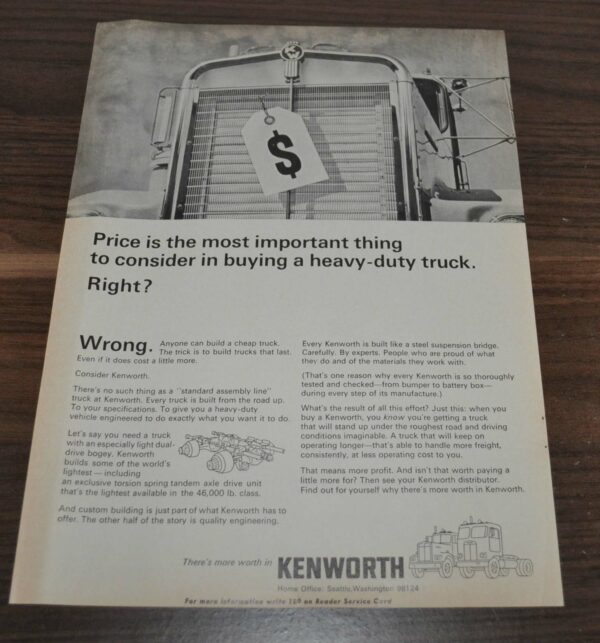 $
Price is the most important thing
to consider in buying a heavy-duty truck.
Right?
Wrong. Anyone can build a cheap truck.
The trick is to build trucks that last.
Even if it does cost a little more.
Consider Kenworth.
There's no such thing as a "standard assembly line"
truck at Kenworth. Every truck is built from the road up.
To your specifications. To give you a heavy-duty
vehicle engineered to do exactly what you want it to do.
Let's say you need a truck
with an especially light dual-
drive bogey. Kenworth
builds some of the world's
lightest — including
an exclusive torsion spring tandem axle drive unit
that's the lightest available in the 46,000 lb. class.
And custom building is just part of what Kenworth has to
offer. The other half of the story is quality engineering.
Every Kenworth is built like a steel suspension bridge.
Carefully. By experts. People who are proud of what
they do and of the materials they work with.
(That's one reason why every Kenworth is so thoroughly
tested and checked—from bumper to battery box—
during every step of its manufacture.)
What's the result of all this effort? Just this: when you
buy a Kenworth, you know you're getting a truck
that will stand up under the roughest road and driving
conditions imaginable. A truck that will keep on
operating longer—that's able to handle more freight,
consistently, at less operating cost to you.
That means more profit. And isn't that worth paying a
little more for? Then see your Kenworth distributor.
Find out for yourself why there's more worth in Kenworth.
There's more worth in KENWORTH
Home Office: Seattle, Washington 98124
For more information write 109 on Reader Service Card